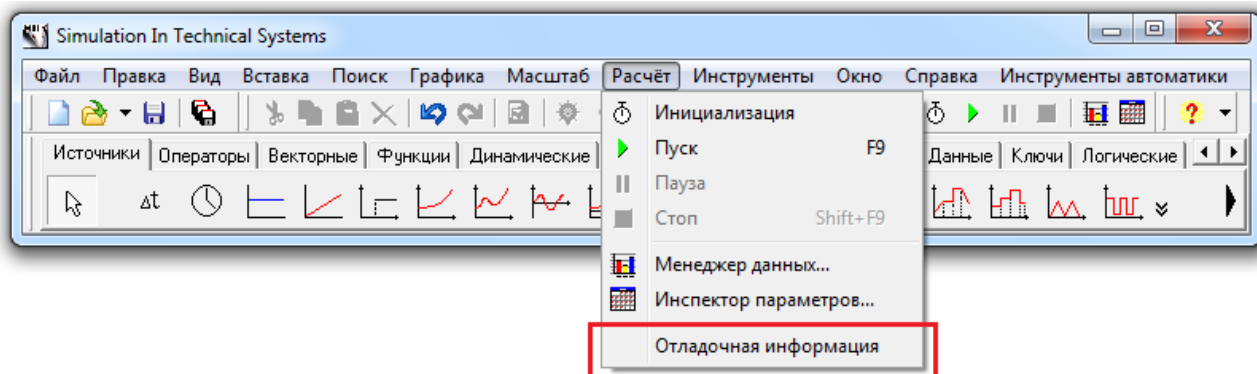 Simulation In Technical Systems
Файл Правка Вид Вставка Поиск Графика Масштаб Расчёт Инструменты Окно Справка Инструменты автоматики
Инициализация
Источники Операторы Векторные Функции Динамические Данные Ключи Логические
Пуск F9
Δt
Пауза
Стоп Shift+F9
Менеджер данных...
Инспектор параметров...
Отладочная информация